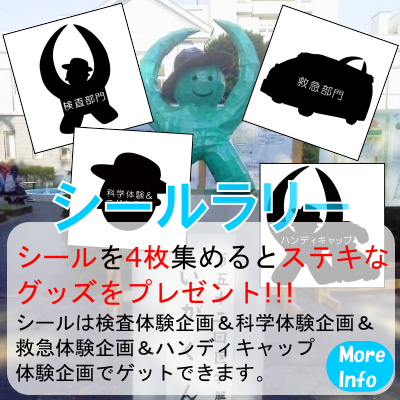 検査部門
救急部門
科学体験&
ハンディキャップ
シールラリー
シールを4枚集めるとステキな
グッズをプレゼント!!!
シールは検査体験企画&科学体験企画&
救急体験企画&ハンディキャップ
体験企画でゲットできます。
More
Info